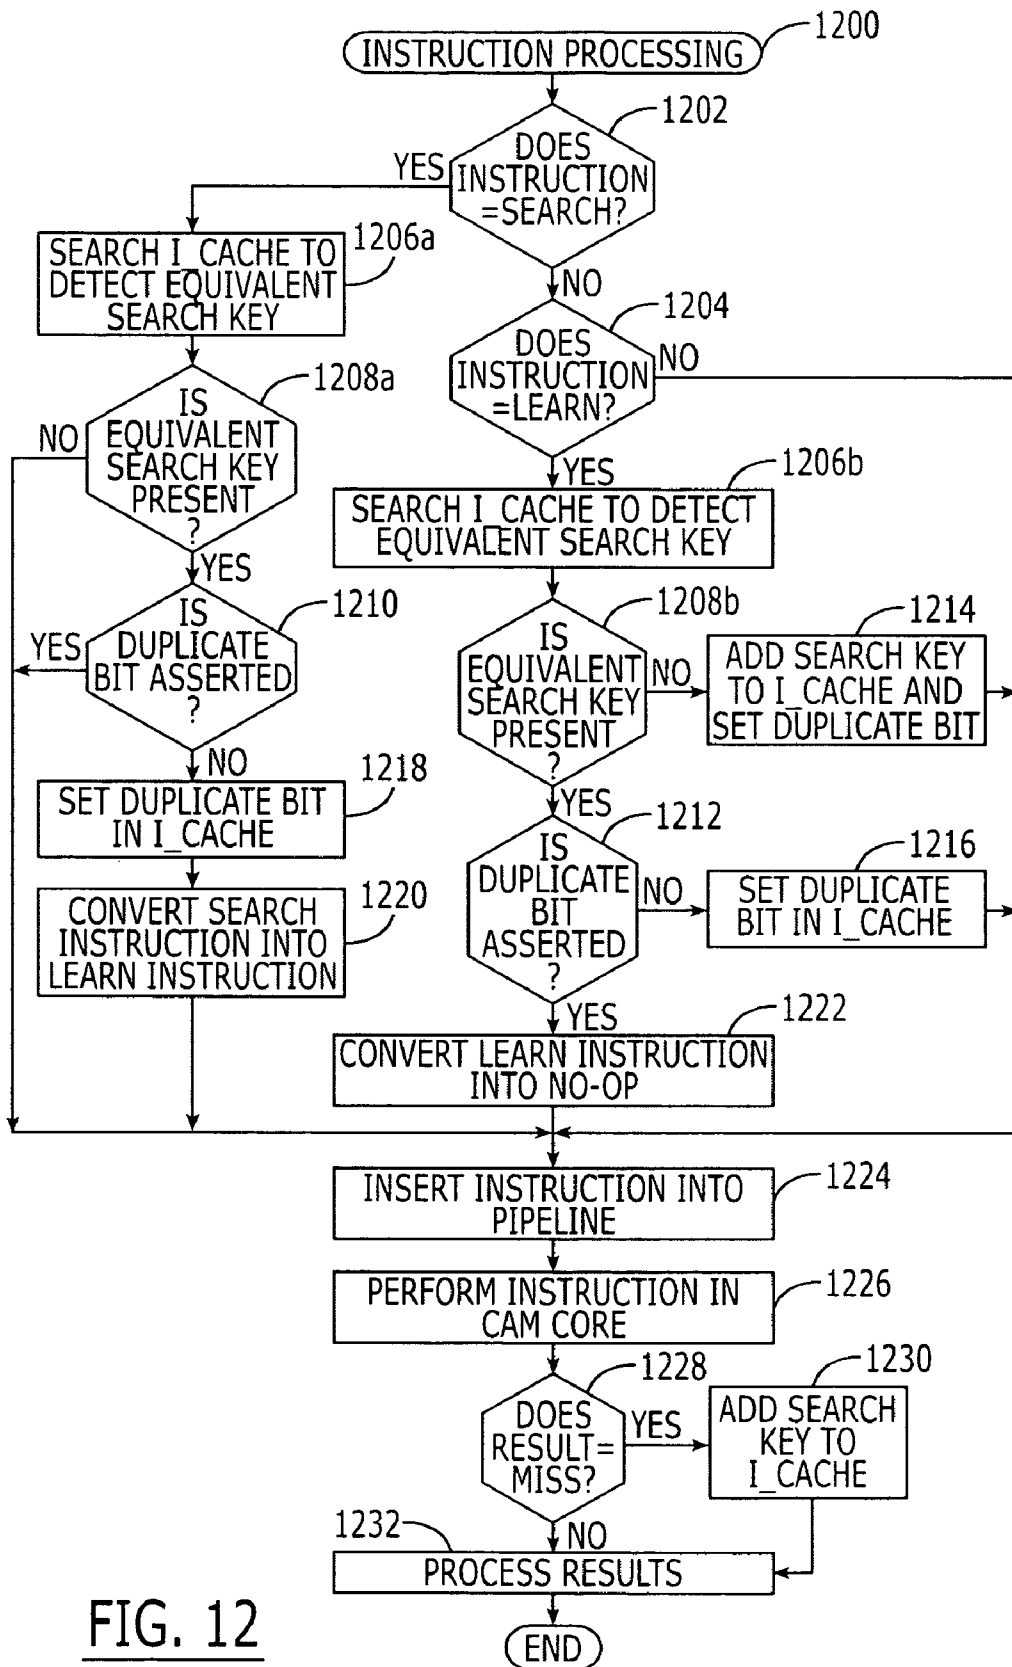 1200
INSTRUCTION PROCESSING
1202
DOES
INSTRUCTION
=SEARCH?
YES
NO
1206a
SEARCH I_CACHE TO
DETECT EQUIVALENT
SEARCH KEY
1204
DOES
INSTRUCTION
=LEARN?
NO
YES
1208a
IS
EQUIVALENT
SEARCH KEY
PRESENT
?
NO
YES
1206b
SEARCH I_CACHE TO DETECT
EQUIVALENT SEARCH KEY
1210
IS
DUPLICATE
BIT ASSERTED
?
YES
NO
1208b
IS
EQUIVALENT
SEARCH KEY
PRESENT
?
NO
YES
1214
ADD SEARCH KEY
TO I_CACHE AND
SET DUPLICATE BIT
1218
SET DUPLICATE BIT
IN I_CACHE
1212
IS
DUPLICATE
BIT
ASSERTED
?
NO
YES
1216
SET DUPLICATE
BIT IN I_CACHE
1220
CONVERT SEARCH
INSTRUCTION INTO
LEARN INSTRUCTION
1222
CONVERT LEARN INSTRUCTION
INTO NO-OP
1224
INSERT INSTRUCTION INTO
PIPELINE
1226
PERFORM INSTRUCTION IN
CAM CORE
1228
DOES
RESULT=
MISS?
YES
NO
1230
ADD SEARCH
KEY TO
I_CACHE
1232
PROCESS RESULTS
END
FIG. 12